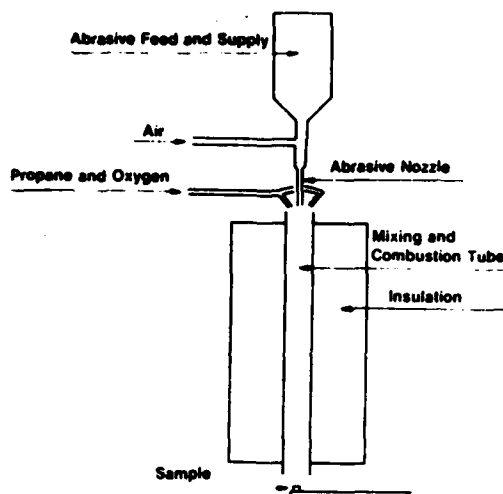 Abrasive Feed and Supply
Air
Abrasive Nozzle
Propane and Oxygen
Mixing and
Combustion Tube
Insulation
Sample